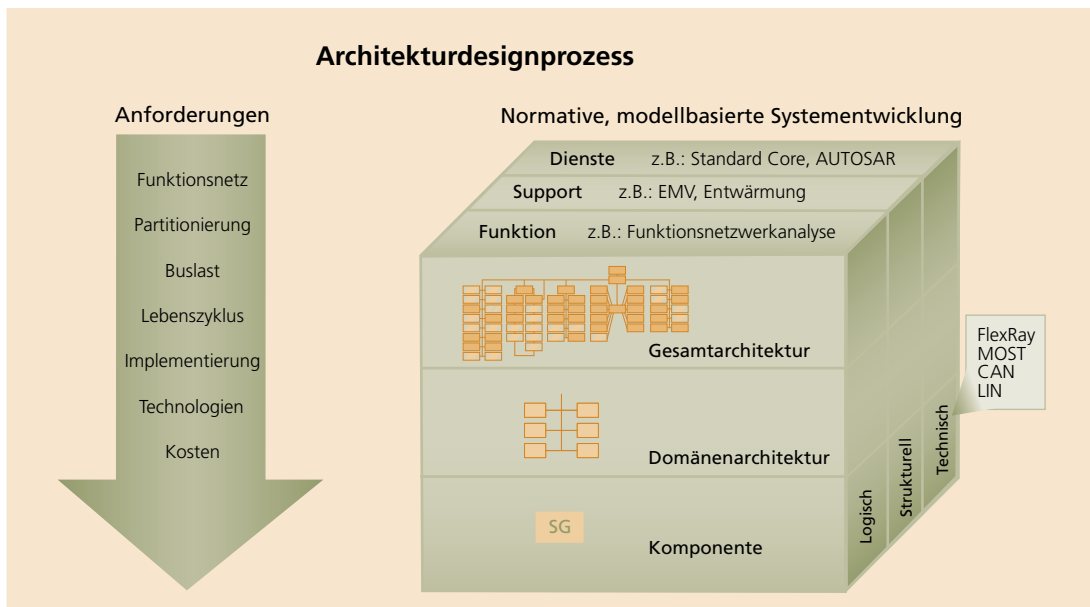 Architekturdesignprozess
Anforderungen
Funktionsnetz
Partitionierung
Buslast
Lebenszyklus
Implementierung
Technologien
Kosten
Normative, modellbasierte Systementwicklung
Dienste z.B.: Standard Core, AUTOSAR
Support z.B.: EMV, Entwärmung
Funktion z.B.: Funktionsnetzwerkanalyse
Gesamtarchitektur
Domänenarchitektur
SG
Komponente
Logisch
Strukturell
Technisch
FlexRay
MOST
CAN
LIN